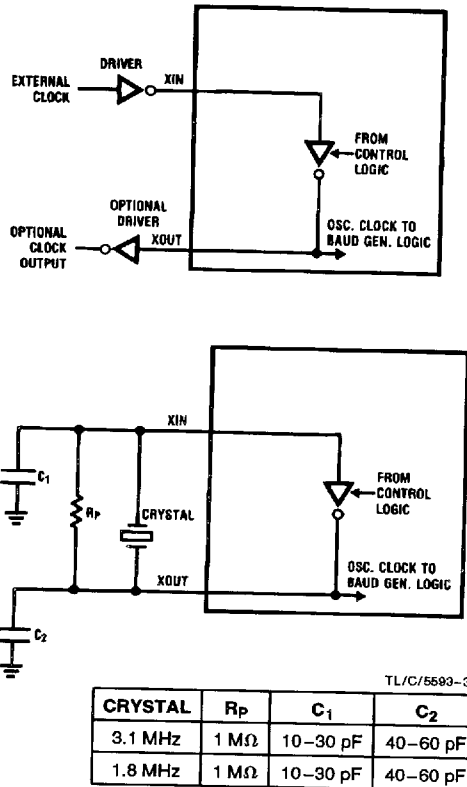 DRIVER
XIN
EXTERNAL
CLOCK
FROM
CONTROL
LOGIC
OPTIONAL
DRIVER
OPTIONAL
CLOCK
OUTPUT
XOUT
OSC. CLOCK TO
BAUD GEN. LOGIC
XIN
C1
RP
CRYSTAL
FROM
CONTROL
LOGIC
XOUT
OSC. CLOCK TO
BAUD GEN. LOGIC
C2
TL/C/5593-3
CRYSTAL RP C1 C2
3.1 MHz 1 MΩ 10–30 pF 40–60 pF
1.8 MHz 1 MΩ 10–30 pF 40–60 pF